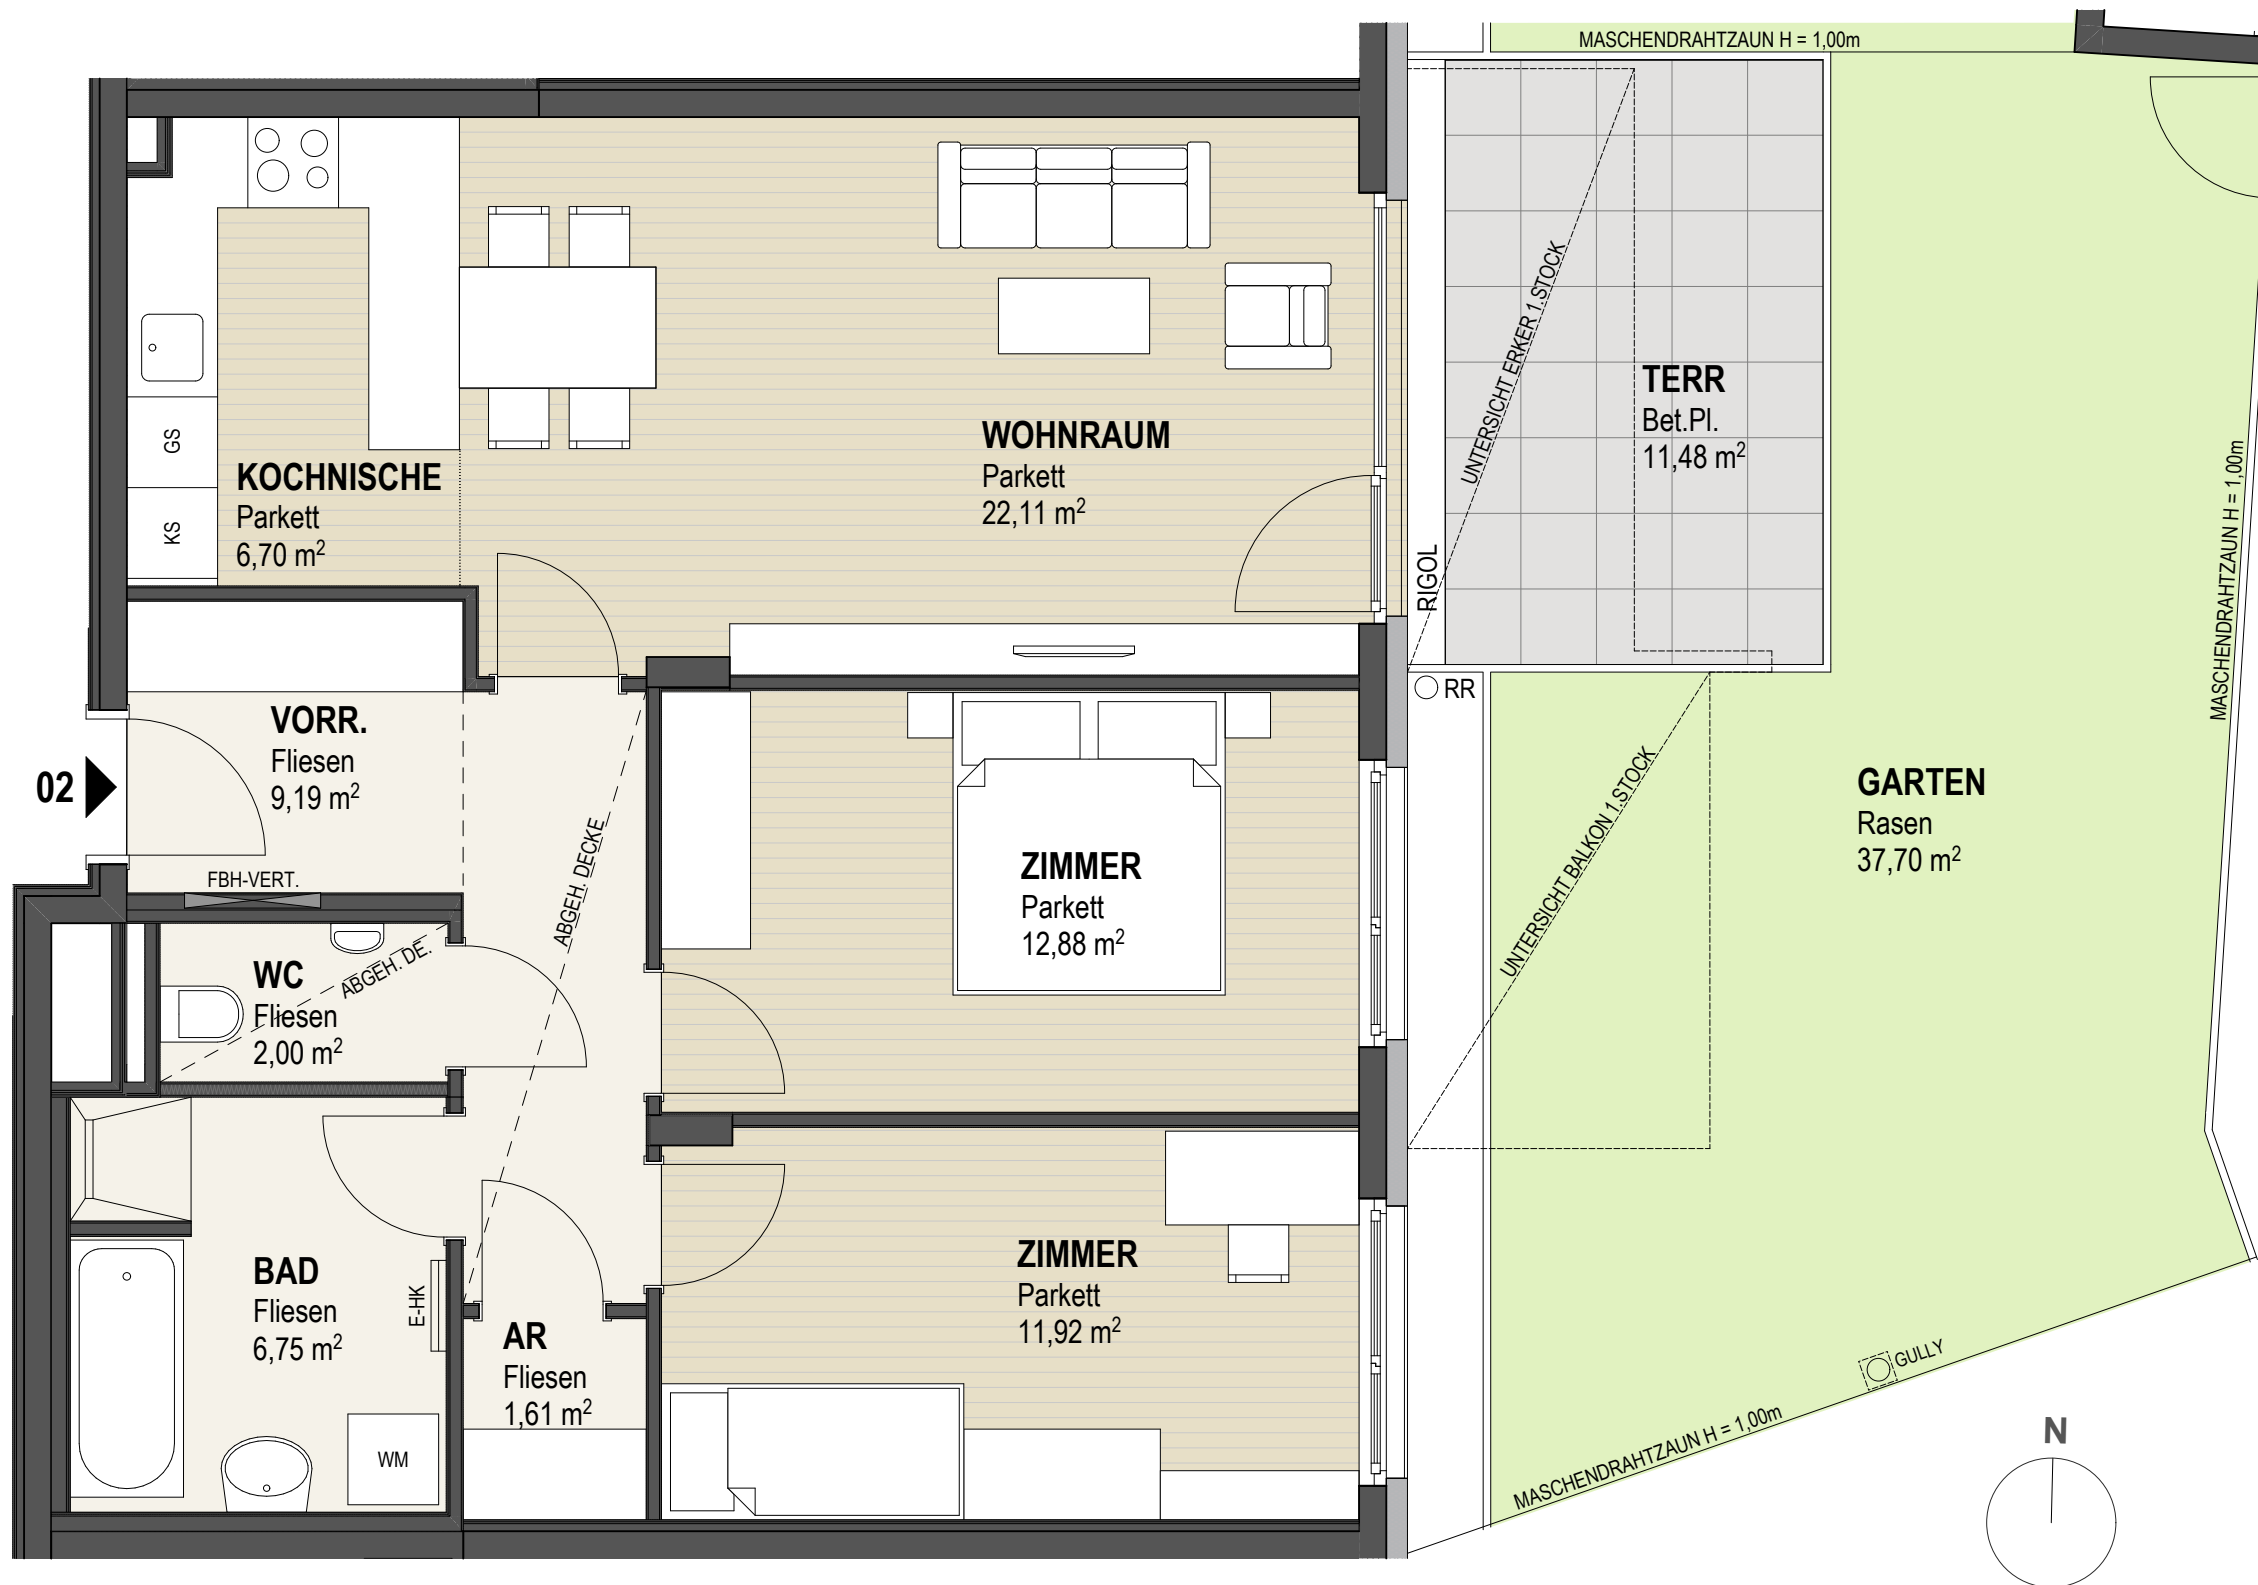 MASCHENDRAHTZAUN H = 1,00m
TERR
Bet.Pl.
11,48 m²
UNTERSICHT ERKER 1.STOCK
RIGOL
MASCHENDRAHTZAUN H = 1,00m
WOHNRAUM
Parkett
22,11 m²
GS
KS
KOCHNISCHE
Parkett
6,70 m²
RR
VORR.
Fliesen
9,19 m²
02
FBH-VERT.
ABGEH. DECKE
ZIMMER
Parkett
12,88 m²
UNTERSICHT BALKON 1.STOCK
GARTEN
Rasen
37,70 m²
WC
Fliesen
2,00 m²
ABGEH. DE.
BAD
Fliesen
6,75 m²
E-HK
WM
AR
Fliesen
1,61 m²
ZIMMER
Parkett
11,92 m²
GULLY
MASCHENDRAHTZAUN H = 1,00m
N